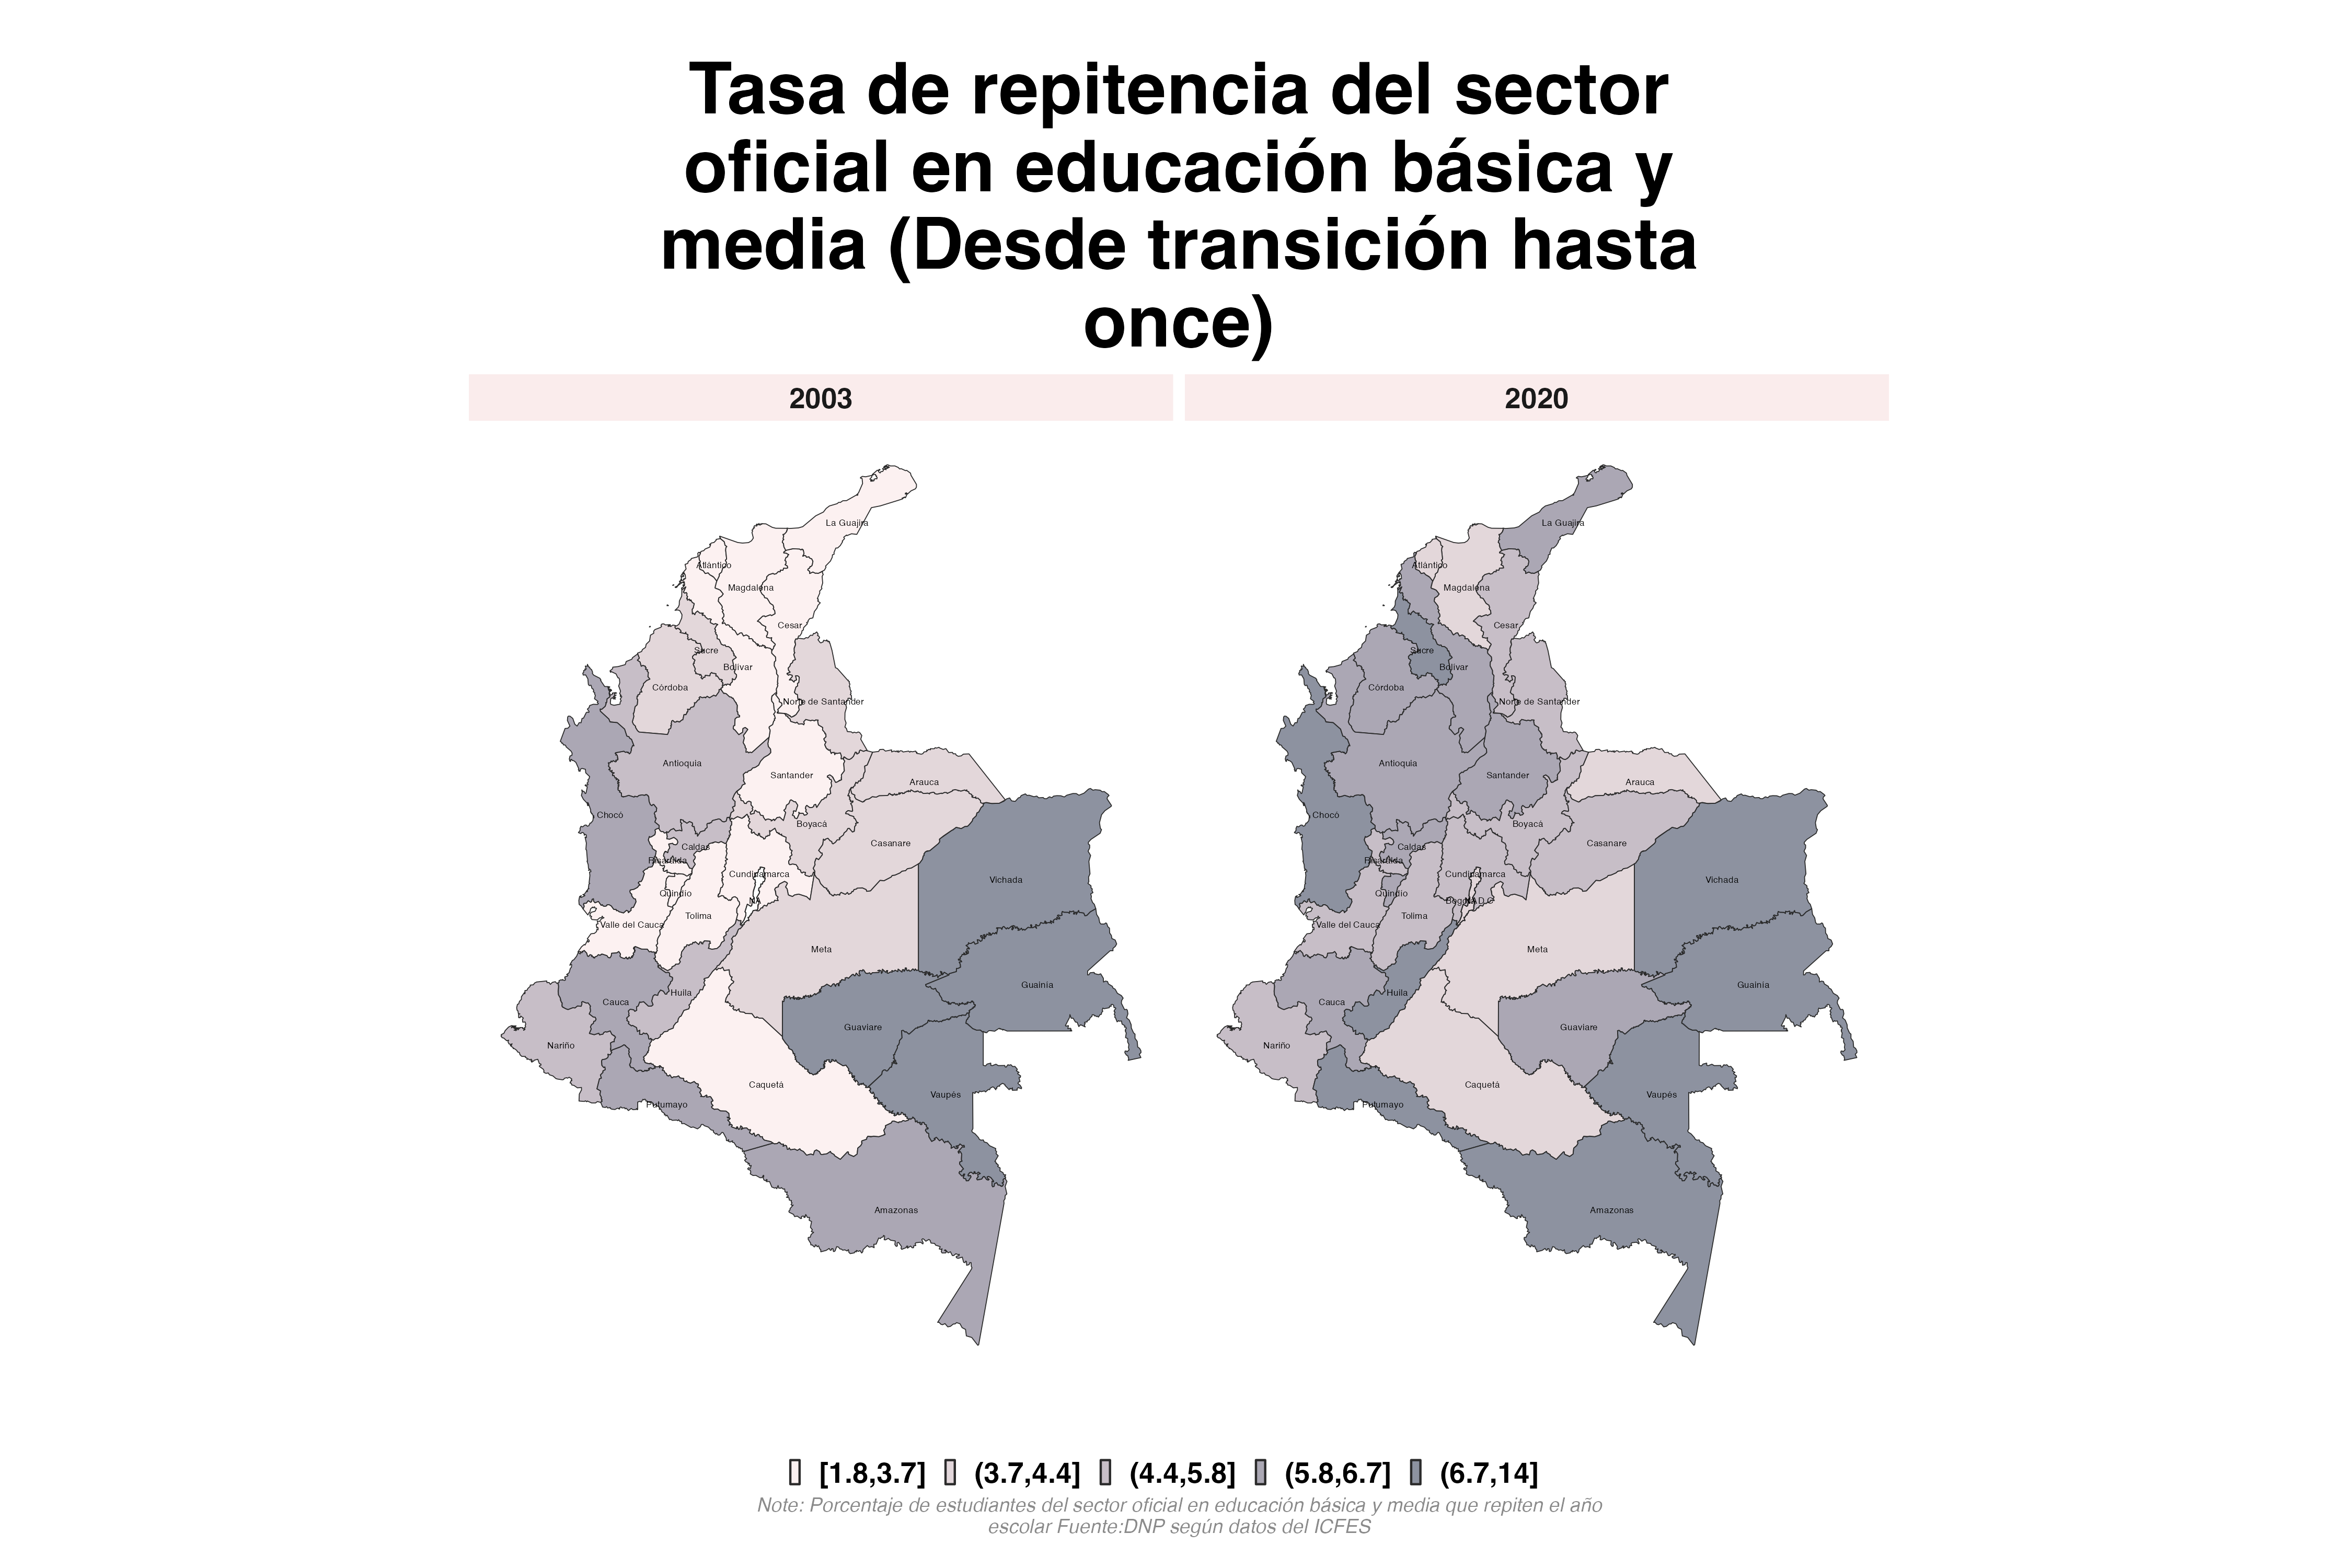 Tasa de repitencia del sector
oficial en educación básica y
media (Desde transición hasta
once)
2003
2020
La Guajira
Atlántico
Magdalena
Cesar
Sucre
Bolívar
Córdoba
Norte de Santander
Antioquia
Santander
Arauca
Chocó
Boyacá
Casanare
Caldas
Risaralda
Cundinamarca
Vichada
Quindío
NA
Tolima
Valle del Cauca
Meta
Guainía
Huila
Cauca
Guaviare
Nariño
Caquetá
Vaupés
Putumayo
Amazonas
La Guajira
Atlántico
Magdalena
Cesar
Sucre
Bolívar
Córdoba
Norte de Santander
Antioquia
Santander
Arauca
Chocó
Boyacá
Casanare
Caldas
Risaralda
Cundinamarca
Vichada
Quindío
NA
Tolima
Valle del Cauca
Meta
Guainía
Huila
Cauca
Guaviare
Nariño
Caquetá
Vaupés
Putumayo
Amazonas
[1.8,3.7] (3.7,4.4] (4.4,5.8] (5.8,6.7] (6.7,14]
Note: Porcentaje de estudiantes del sector oficial en educación básica y media que repiten el año
escolar Fuente:DNP según datos del ICFES